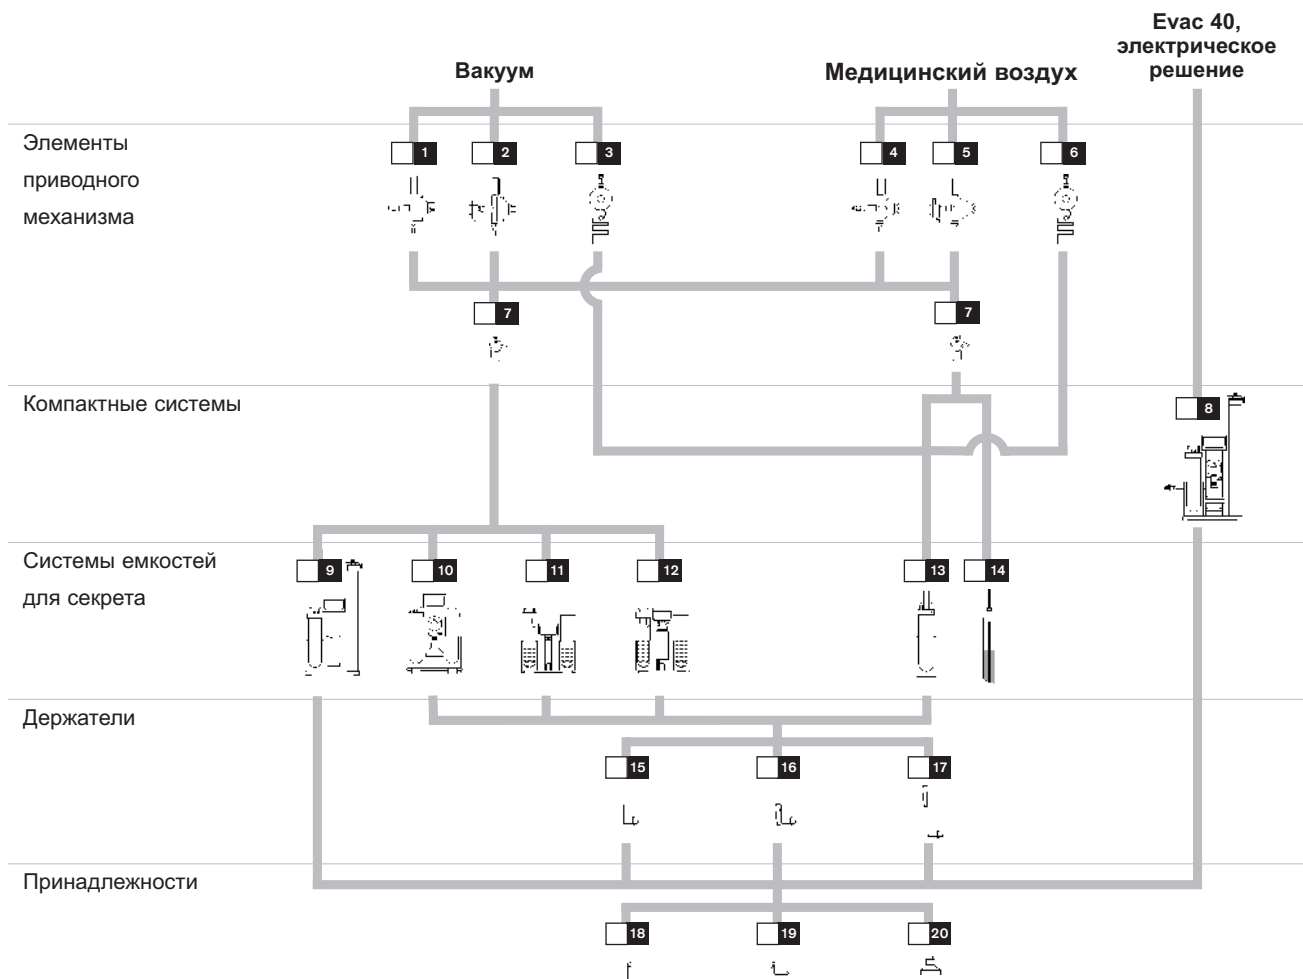 Evac 40,
электрическое
решение
Вакуум
Медицинский воздух
Элементы
приводного
механизма
1
2
3
4
5
6
7
7
Компактные системы
8
Системы емкостей
для секрета
9
10
11
12
13
14
Держатели
15
16
17
Принадлежности
18
19
20